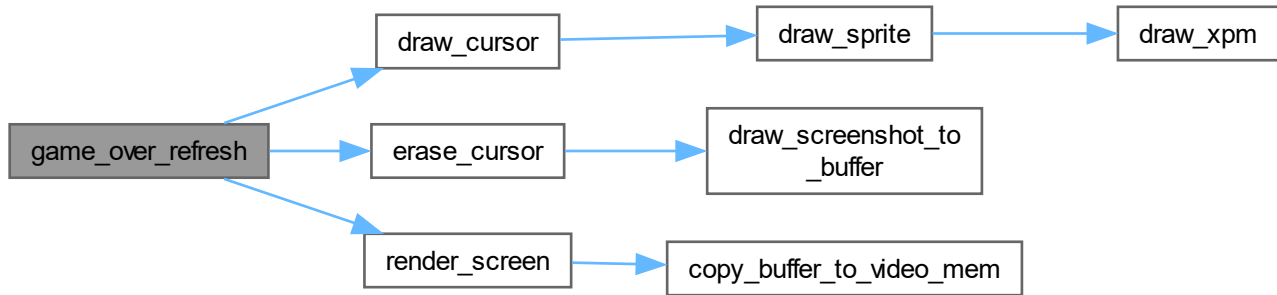 draw_cursor
draw_sprite
draw_xpm
game_over_refresh
erase_cursor
draw_screenshot_to
_buffer
render_screen
copy_buffer_to_video_mem